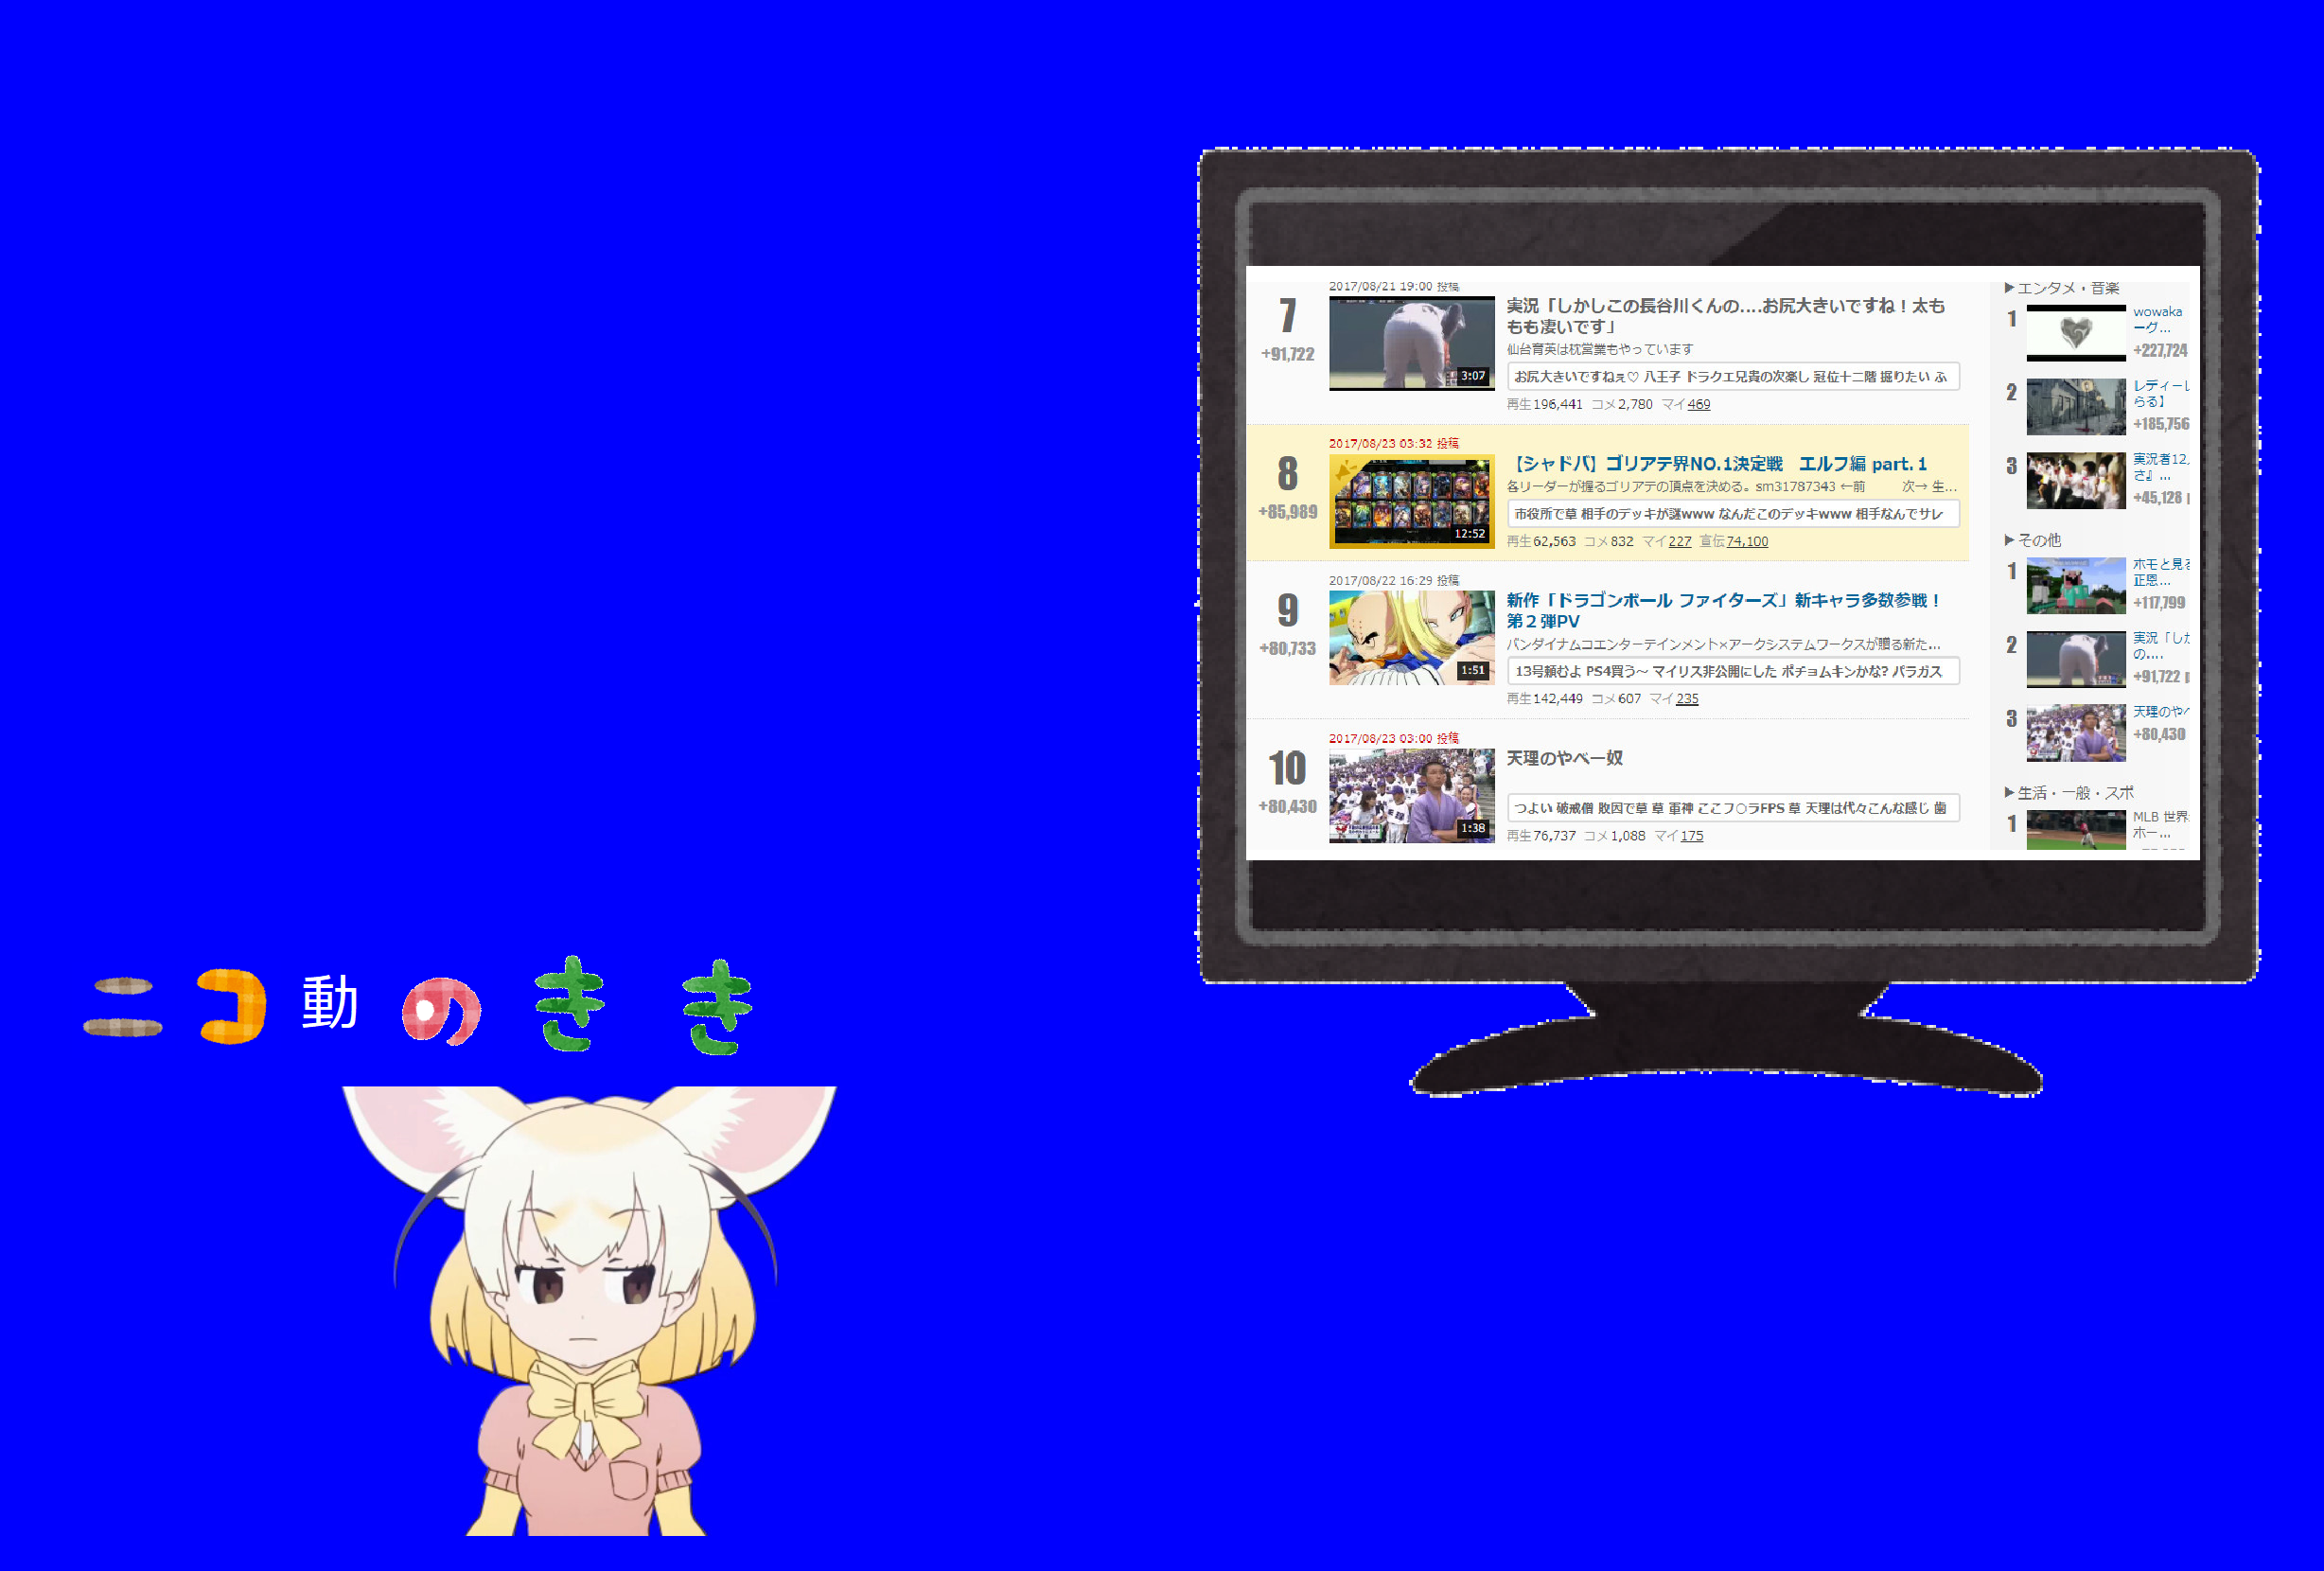 7
+91,722
2017/08/21 19:00 投稿
3:07
実況「しかしこの長谷川くんの....お尻大きいですね！太も
もも凄いです」
仙台育英は枕営業もやっています
お尻大きいですねぇ♡ 八王子 ドラクエ兄貴の次楽し 冠位十二階 掘りたい ふ
再生196,441 コメ2,780 マイ469
8
+85,989
2017/08/23 03:32 投稿
12:52
【シャドバ】ゴリアテ界NO.1決定戦　エルフ編 part.1
各リーダーが握るゴリアテの頂点を決める。sm31787343 ←前　　次→ 生...
市役所で草 相手のデッキが謎www なんだこのデッキwww 相手なんでサレ
再生62,563 コメ832 マイ227 宣伝74,100
9
+80,733
2017/08/22 16:29 投稿
1:51
新作「ドラゴンボール ファイターズ」新キャラ多数参戦！
第２弾PV
バンダイナムコエンターテインメント×アークシステムワークスが贈る新た...
13号頼むよ PS4買う～ マイリス非公開にした ポチョムキンかな? パラガス
再生142,449 コメ607 マイ235
10
+80,430
2017/08/23 03:00 投稿
1:38
天理のやべー奴
つよい 破戒僧 敗因で草 草 軍神 ここフ○ラFPS 草 天理は代々こんな感じ 歯
再生76,737 コメ1,088 マイ175
▶エンタメ・音楽
1
wowaka
ーグ...
+227,724
2
レディーレ
らる】
+185,756
3
実況者12.
さ』...
+45,128
▶その他
1
ホモと見る
正恩...
+117,799
2
実況「しか
の....
+91,722
3
天理のやべ
+80,430
▶生活・一般・スポ
1
MLB 世界
ホー...
ニコ動のきき